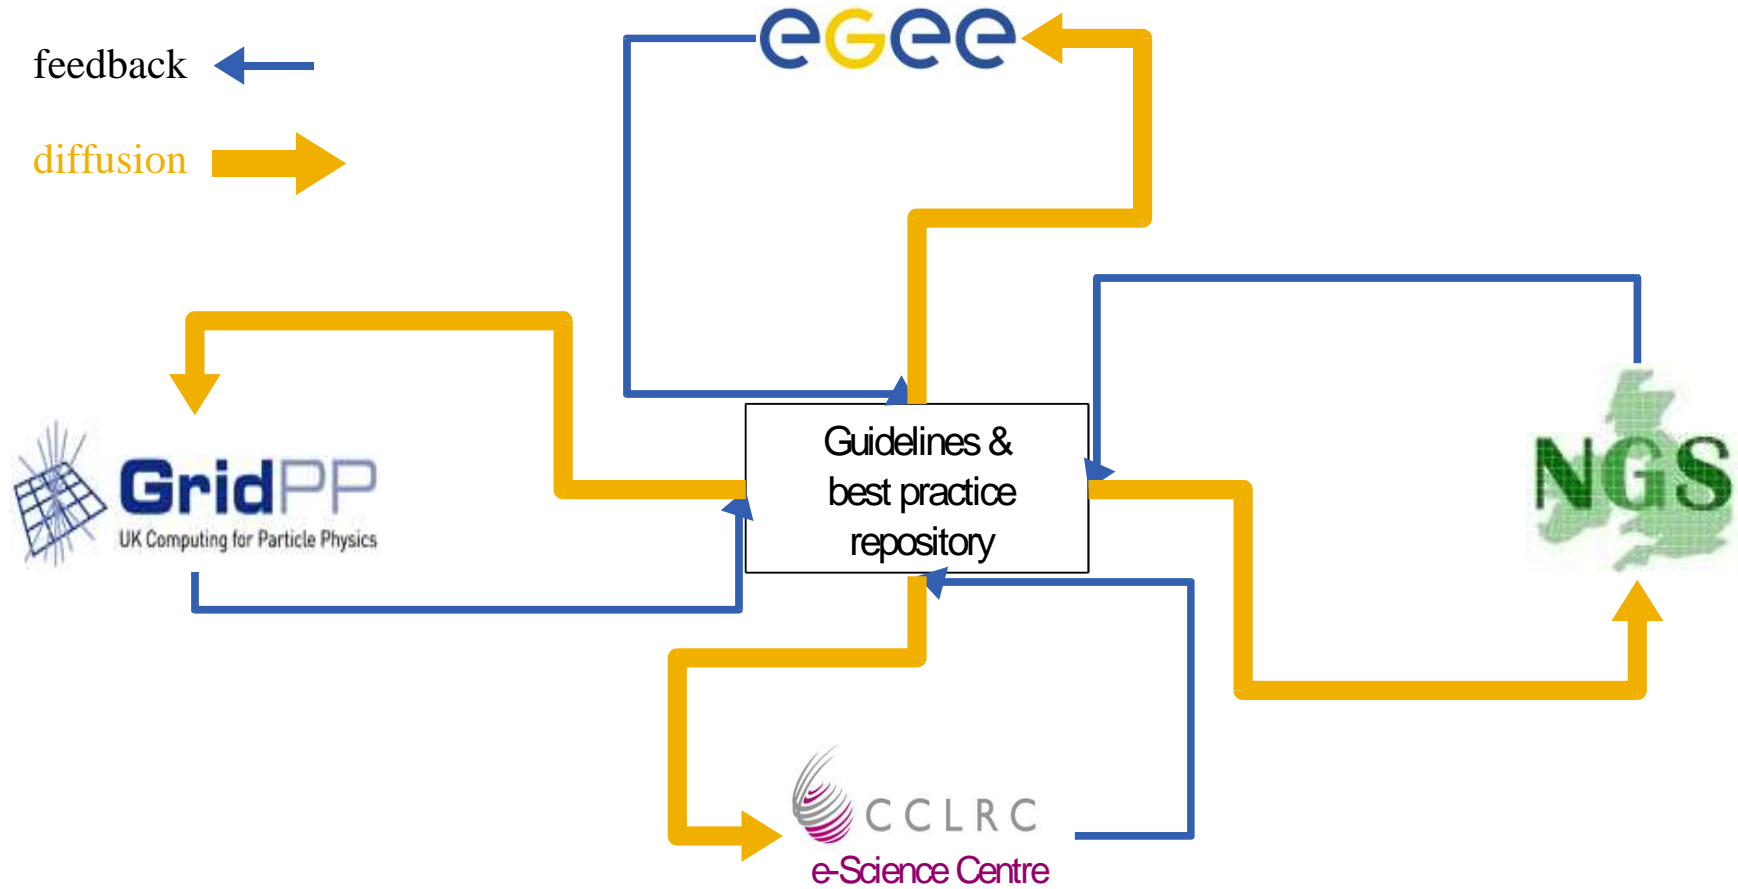 egee
feedback
diffusion
Guidelines &
best practice
repository
GridPP
UK Computing for Particle Physics
NGS
CCLRC
e-Science Centre